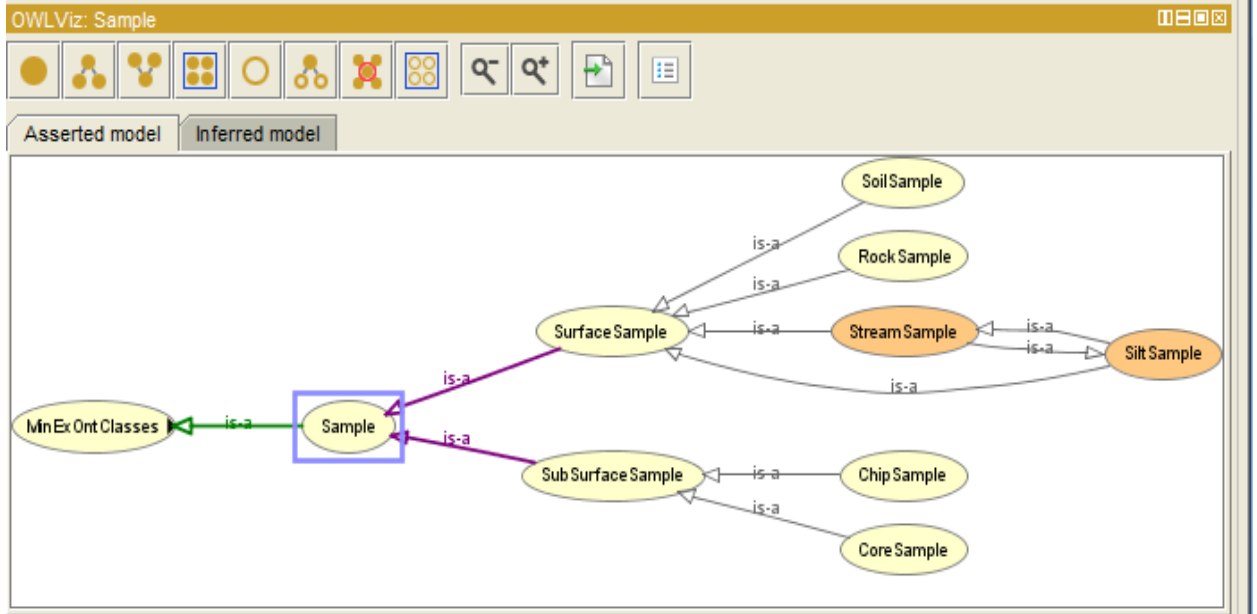 OWLViz: Sample
Asserted model
Inferred model
Soil Sample
is-a
Rock Sample
is-a
Surface Sample
is-a
Stream Sample
is-a
is-a
Silt Sample
is-a
is-a
Min Ex Ont Classes
is-a
Sample
is-a
Sub Surface Sample
is-a
Chip Sample
is-a
Core Sample